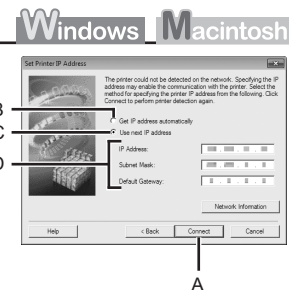 Windows Macintosh
Set Printer IP Address
The printer could not be detected on the network. Specifying the IP
address may enable the communication with the printer. Select the
method for specifying the printer IP address from the following. Click
Connect to perform printer detection again.
Get IP address automatically
C
Use next IP address
IP Address:
Subnet Mask:
Default Gateway:
Network Information
Help < Back Connect Cancel
A